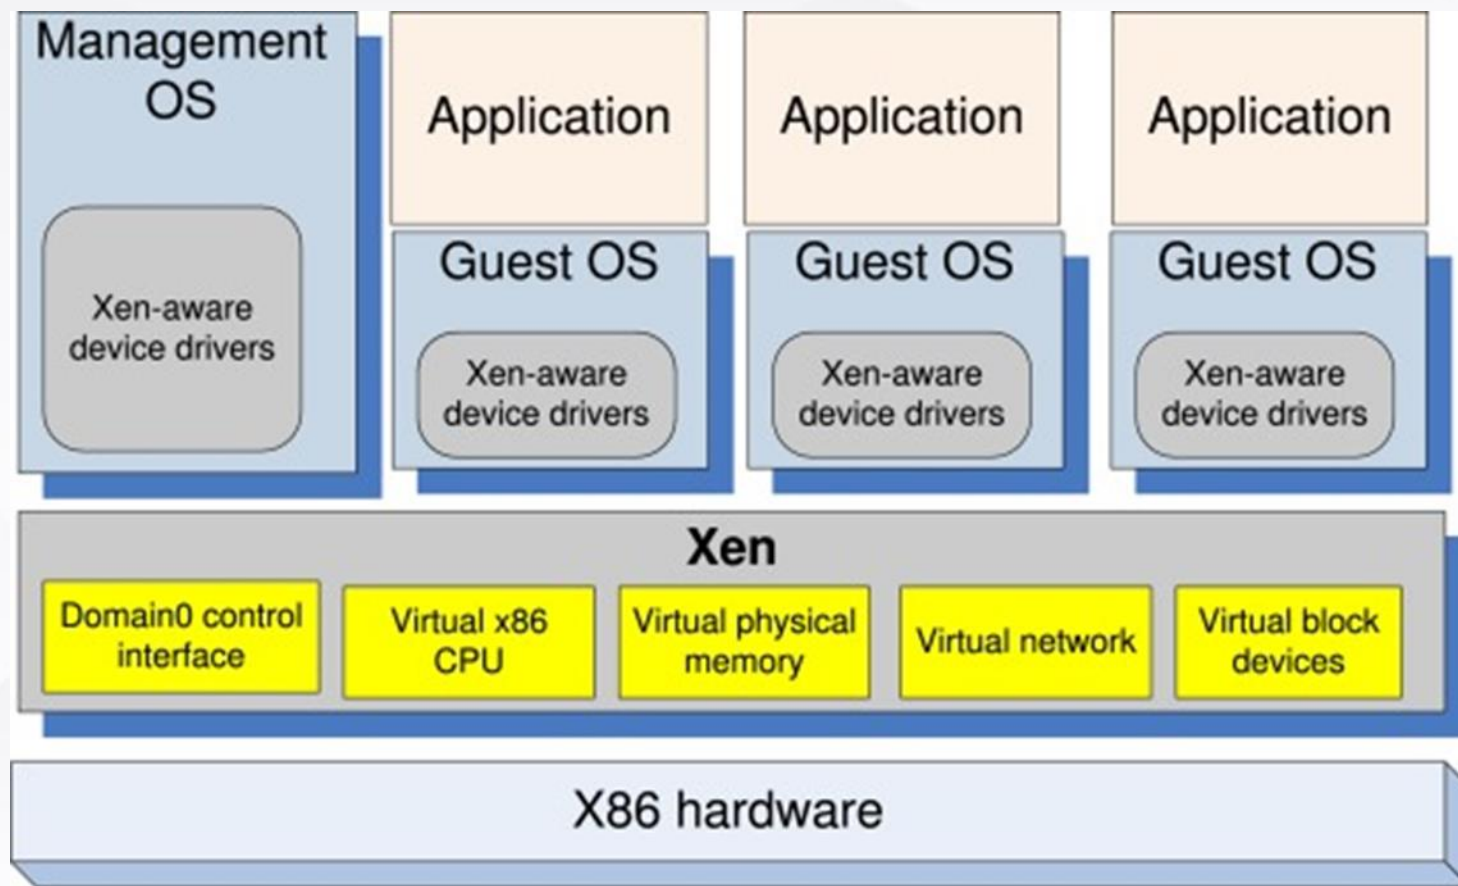 Management
OS
Xen-aware
device drivers
Application
Guest OS
Xen-aware
device drivers
Application
Guest OS
Xen-aware
device drivers
Application
Guest OS
Xen-aware
device drivers
Xen
Domain0 control
interface
Virtual x86
CPU
Virtual physical
memory
Virtual network
Virtual block
devices
X86 hardware